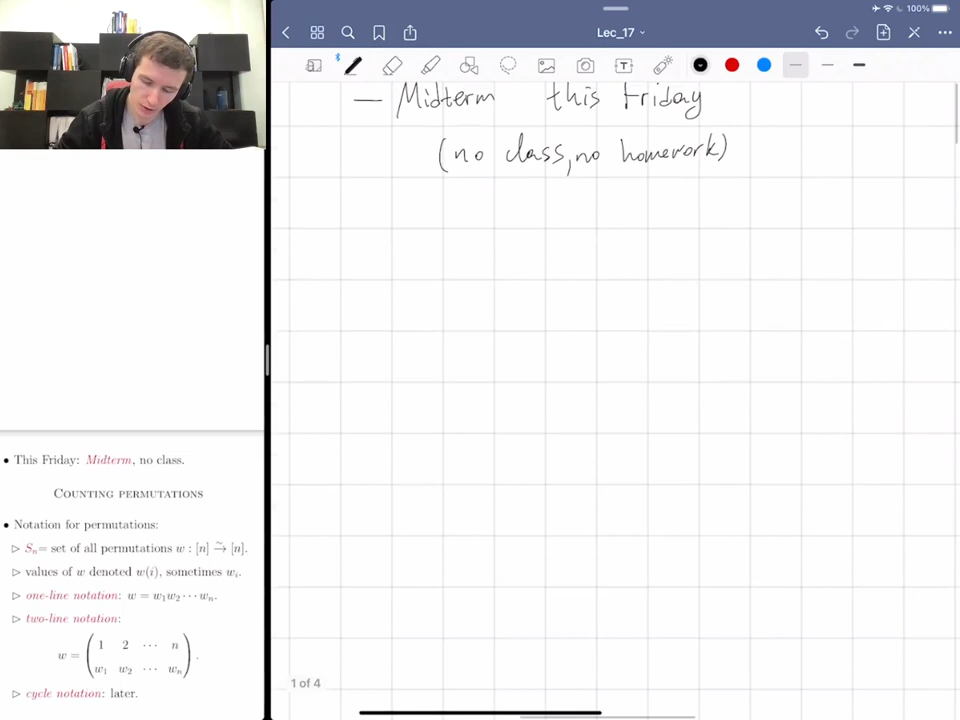 100%
Lec_17
— Midterm this Friday
(no class, no homework)
• This Friday: Midterm, no class.
COUNTING PERMUTATIONS
• Notation for permutations:
▷ Sₙ= set of all permutations w : [n] ⥲ [n].
▷ values of w denoted w(i), sometimes wᵢ.
▷ one-line notation: w = w₁w₂ ⋯ wₙ.
▷ two-line notation:
w = ( 1 2 ⋯ n
w₁ w₂ ⋯ wₙ ) .
▷ cycle notation: later.
1 of 4